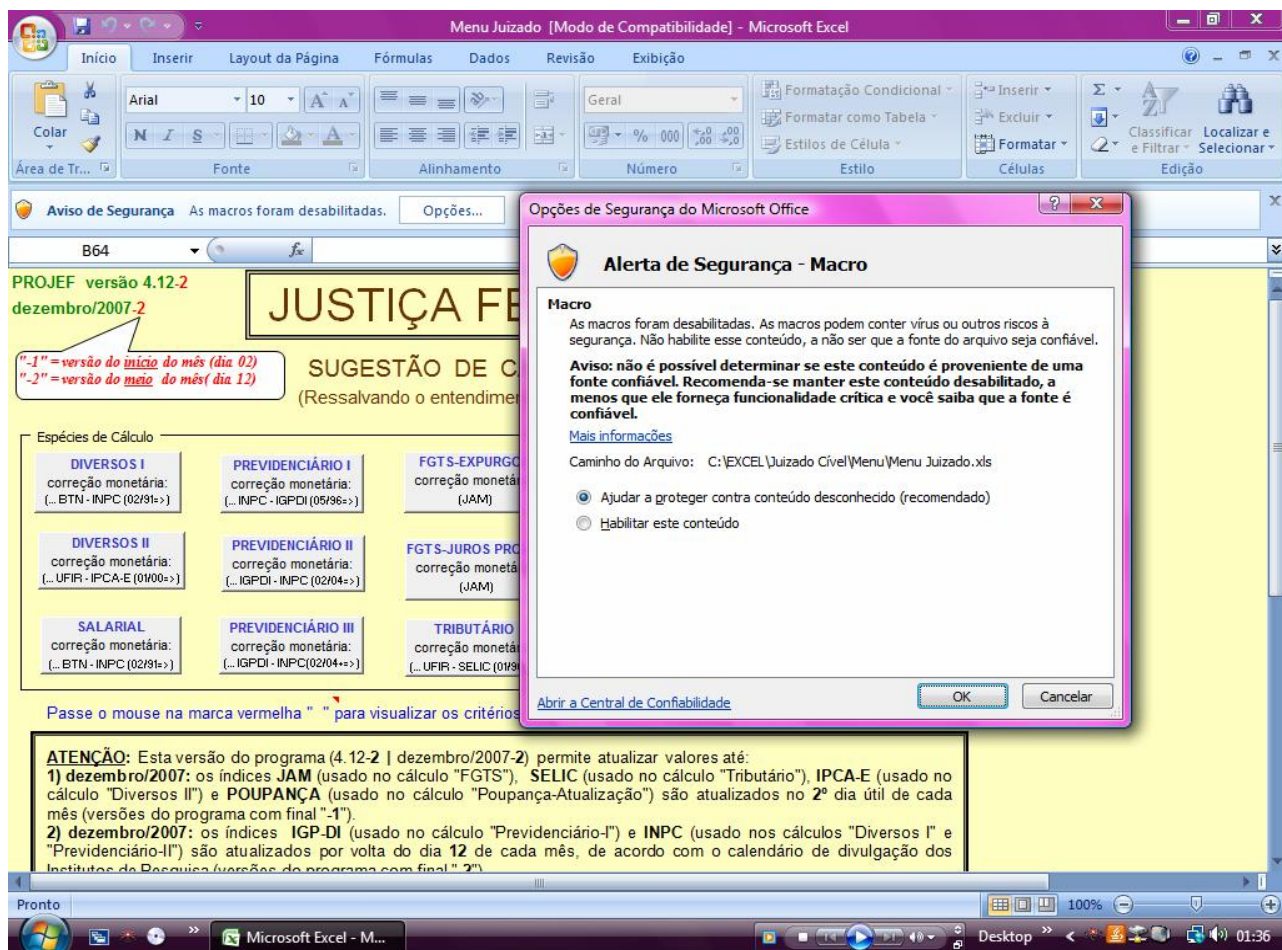 Menu Juizado [Modo de Compatibilidade] - Microsoft Excel
Início Inserir Layout da Página Fórmulas Dados Revisão Exibição
Colar
Área de Tr...
Arial 10
N I S
Fonte
Alinhamento
Geral
% 000
Número
Formatação Condicional
Formatar como Tabela
Estilos de Célula
Estilo
Inserir
Excluir
Formatar
Células
Classificar e Filtrar
Localizar e Selecionar
Edição
Aviso de Segurança As macros foram desabilitadas. Opções...
B64 fx
PROJEF versão 4.12-2
dezembro/2007-2
"-1" = versão do início do mês (dia 02)
"-2" = versão do meio do mês( dia 12)
JUSTIÇA FE
SUGESTÃO DE C
(Ressalvando o entendime
Espécies de Cálculo
DIVERSOS I
correção monetária:
(... BTN - INPC (02/91=>)
PREVIDENCIÁRIO I
correção monetária:
(... INPC - IGPDI (05/96=>)
FGTS-EXPURGO
correção monetá
(JAM)
DIVERSOS II
correção monetária:
(... UFIR - IPCA-E (01/00=>)
PREVIDENCIÁRIO II
correção monetária:
(... IGPDI - INPC (02/04=>)
FGTS-JUROS PRO
correção monetá
(JAM)
SALARIAL
correção monetária:
(... BTN - INPC (02/91=>)
PREVIDENCIÁRIO III
correção monetária:
(... IGPDI - INPC(02/04+=>)
TRIBUTÁRIO
correção monetá
(... UFIR - SELIC (01/9
Passe o mouse na marca vermelha " " para visualizar os critérios
ATENÇÃO: Esta versão do programa (4.12-2 | dezembro/2007-2) permite atualizar valores até:
1) dezembro/2007: os índices JAM (usado no cálculo "FGTS"), SELIC (usado no cálculo "Tributário"), IPCA-E (usado no
cálculo "Diversos II") e POUPANÇA (usado no cálculo "Poupança-Atualização") são atualizados no 2º dia útil de cada
mês (versões do programa com final "-1").
2) dezembro/2007: os índices IGP-DI (usado no cálculo "Previdenciário-I") e INPC (usado nos cálculos "Diversos I" e
"Previdenciário-II") são atualizados por volta do dia 12 de cada mês, de acordo com o calendário de divulgação dos
Institutos de Pesquisa (versões do programa com final "-2").
Opções de Segurança do Microsoft Office
Alerta de Segurança - Macro
Macro
As macros foram desabilitadas. As macros podem conter vírus ou outros riscos à
segurança. Não habilite esse conteúdo, a não ser que a fonte do arquivo seja confiável.
Aviso: não é possível determinar se este conteúdo é proveniente de uma
fonte confiável. Recomenda-se manter este conteúdo desabilitado, a
menos que ele forneça funcionalidade crítica e você saiba que a fonte é
confiável.
Mais informações
Caminho do Arquivo: C:\EXCEL\Juizado Cível\Menu\Menu Juizado.xls
Ajudar a proteger contra conteúdo desconhecido (recomendado)
Habilitar este conteúdo
Abrir a Central de Confiabilidade
OK Cancelar
Pronto 100%
Microsoft Excel - M... Desktop 01:36